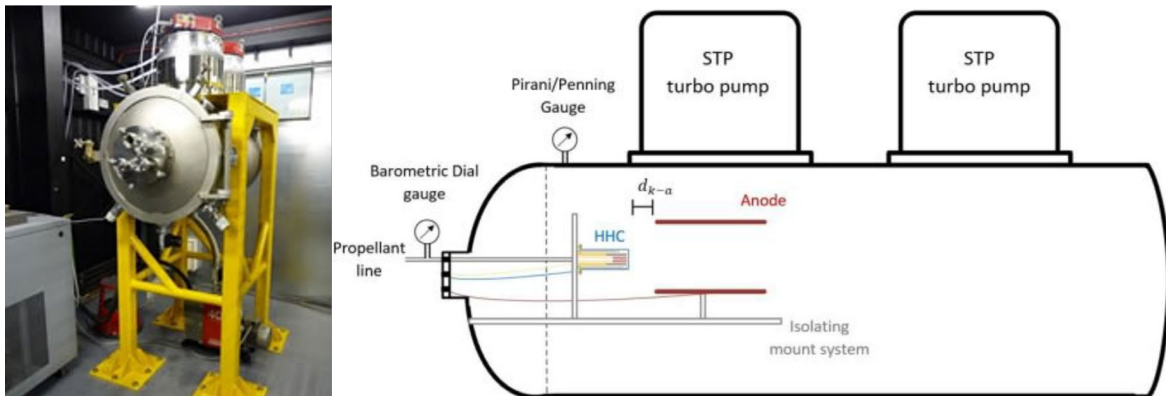 STP
turbo pump
STP
turbo pump
Pirani/Penning
Gauge
Barometric Dial
gauge
d_{k-a}
Anode
HHC
Propellant
line
Isolating
mount system